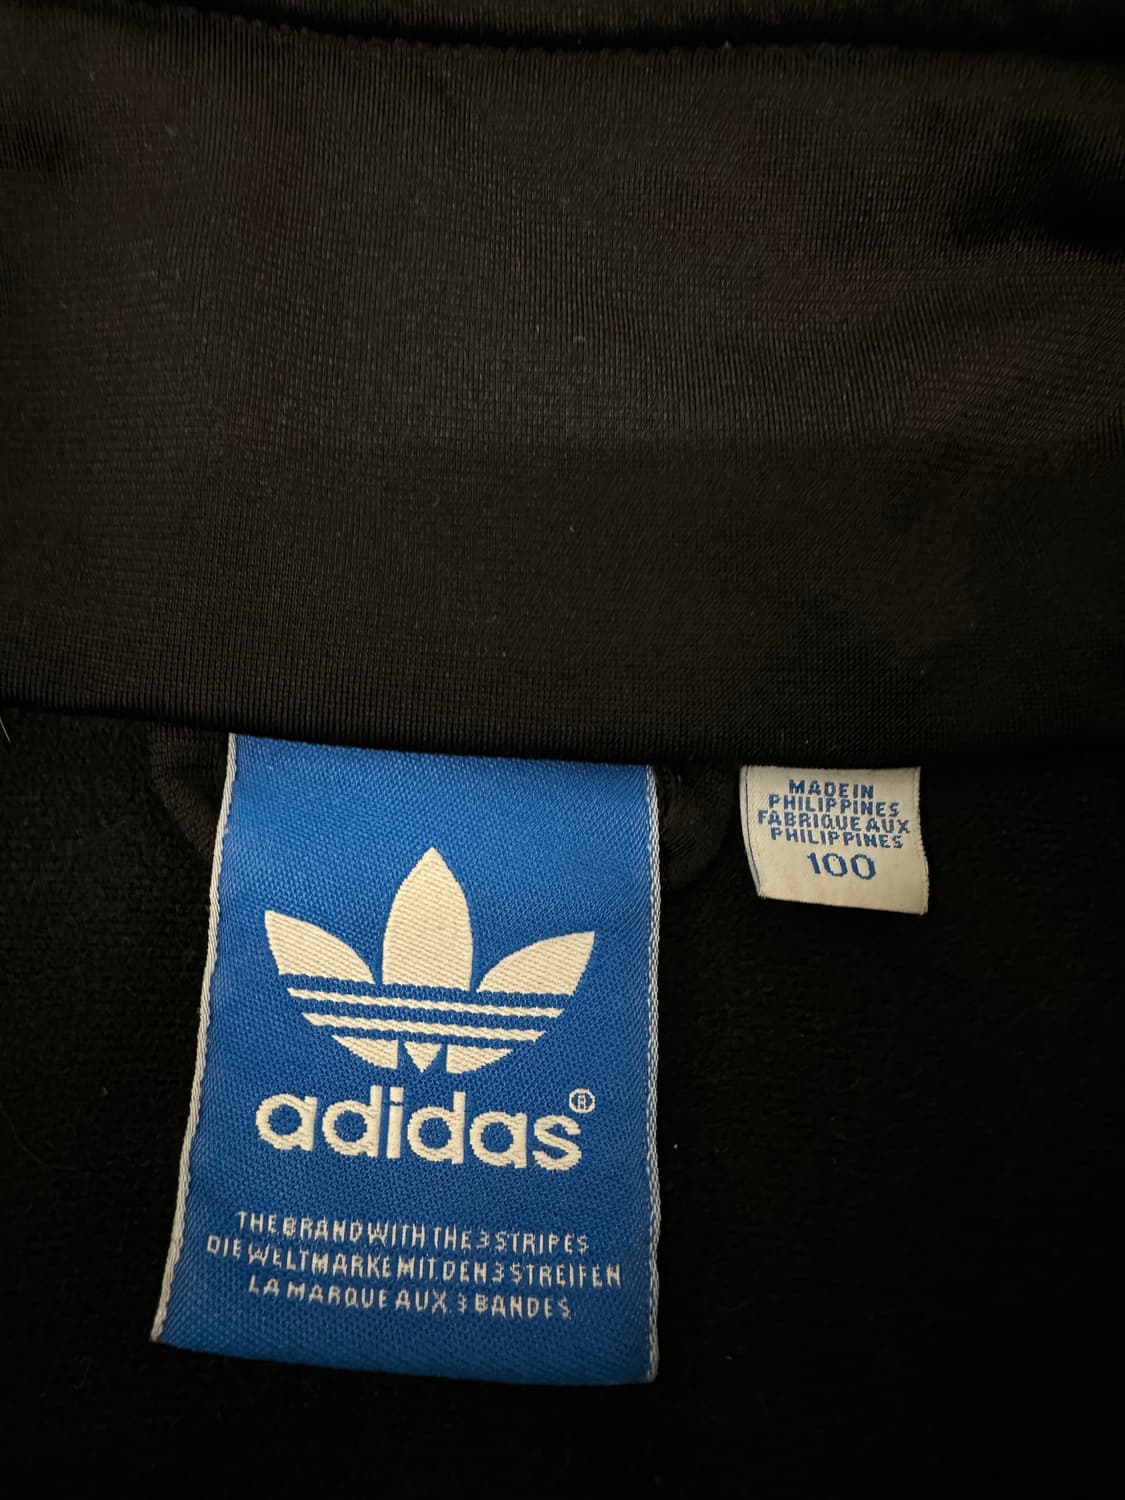 MADE IN
PHILIPPINES
FABRIQUE AUX
PHILIPPINES
100
adidas®
THE BRAND WITH THE 3 STRIPES
DIE WELTMARKE MIT DEN 3 STREIFEN
LA MARQUE AUX 3 BANDES